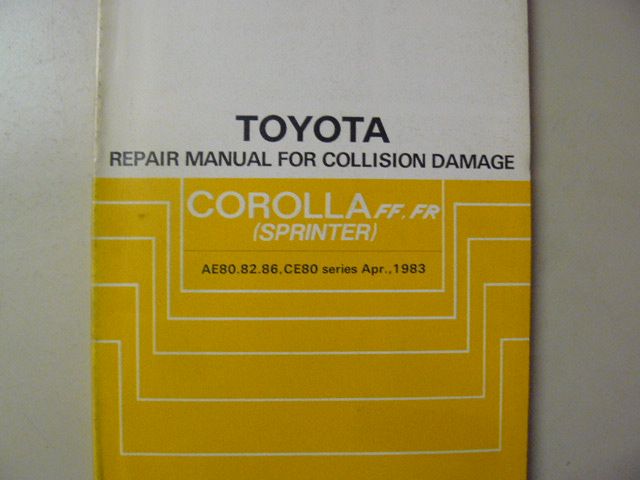 TOYOTA
REPAIR MANUAL FOR COLLISION DAMAGE
COROLLA FF, FR
(SPRINTER)
AE80.82.86,CE80 series Apr.,1983